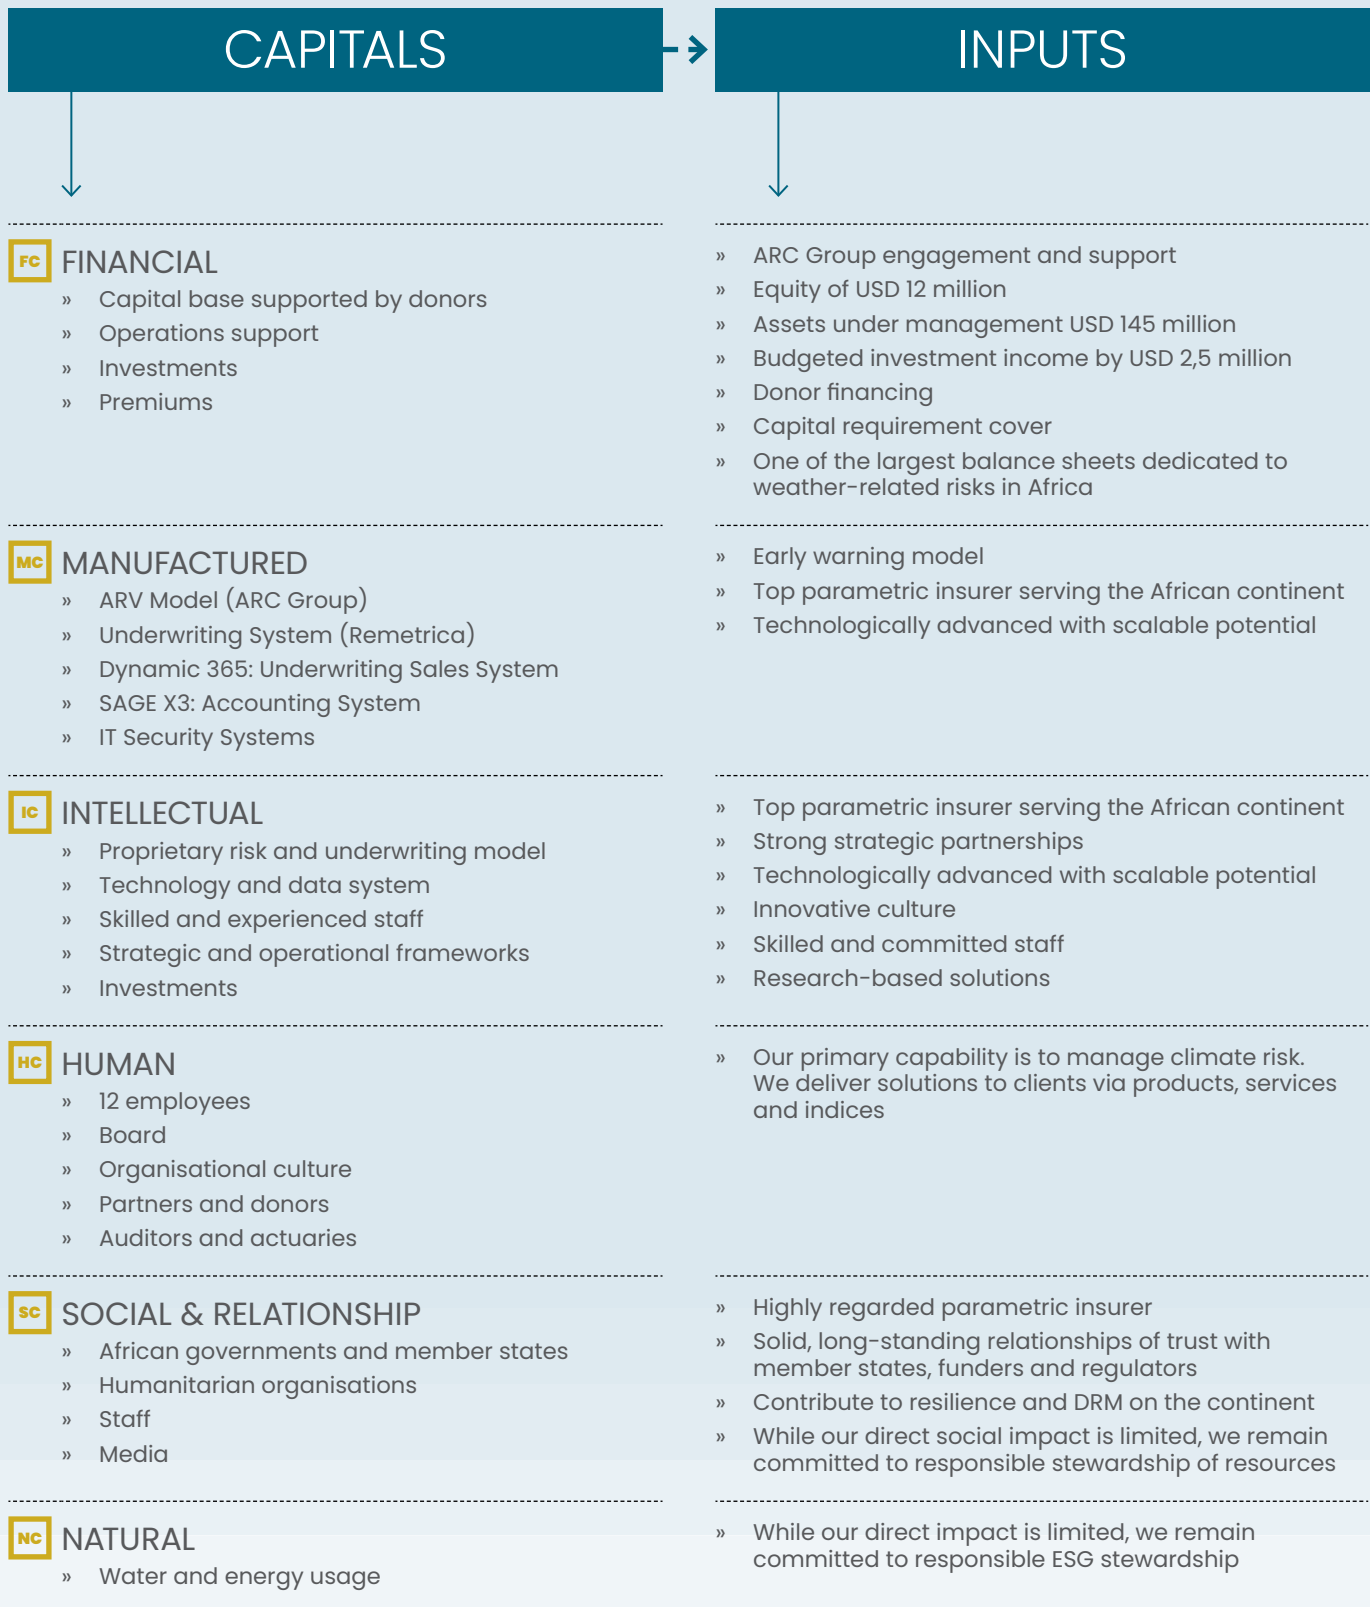 CAPITALS
INPUTS
FC FINANCIAL
» Capital base supported by donors
» Operations support
» Investments
» Premiums
» ARC Group engagement and support
» Equity of USD 12 million
» Assets under management USD 145 million
» Budgeted investment income by USD 2,5 million
» Donor financing
» Capital requirement cover
» One of the largest balance sheets dedicated to
weather-related risks in Africa
MC MANUFACTURED
» ARV Model (ARC Group)
» Underwriting System (Remetrica)
» Dynamic 365: Underwriting Sales System
» SAGE X3: Accounting System
» IT Security Systems
» Early warning model
» Top parametric insurer serving the African continent
» Technologically advanced with scalable potential
IC INTELLECTUAL
» Proprietary risk and underwriting model
» Technology and data system
» Skilled and experienced staff
» Strategic and operational frameworks
» Investments
» Top parametric insurer serving the African continent
» Strong strategic partnerships
» Technologically advanced with scalable potential
» Innovative culture
» Skilled and committed staff
» Research-based solutions
HC HUMAN
» 12 employees
» Board
» Organisational culture
» Partners and donors
» Auditors and actuaries
» Our primary capability is to manage climate risk.
We deliver solutions to clients via products, services
and indices
SC SOCIAL & RELATIONSHIP
» African governments and member states
» Humanitarian organisations
» Staff
» Media
» Highly regarded parametric insurer
» Solid, long-standing relationships of trust with
member states, funders and regulators
» Contribute to resilience and DRM on the continent
» While our direct social impact is limited, we remain
committed to responsible stewardship of resources
NC NATURAL
» Water and energy usage
» While our direct impact is limited, we remain
committed to responsible ESG stewardship